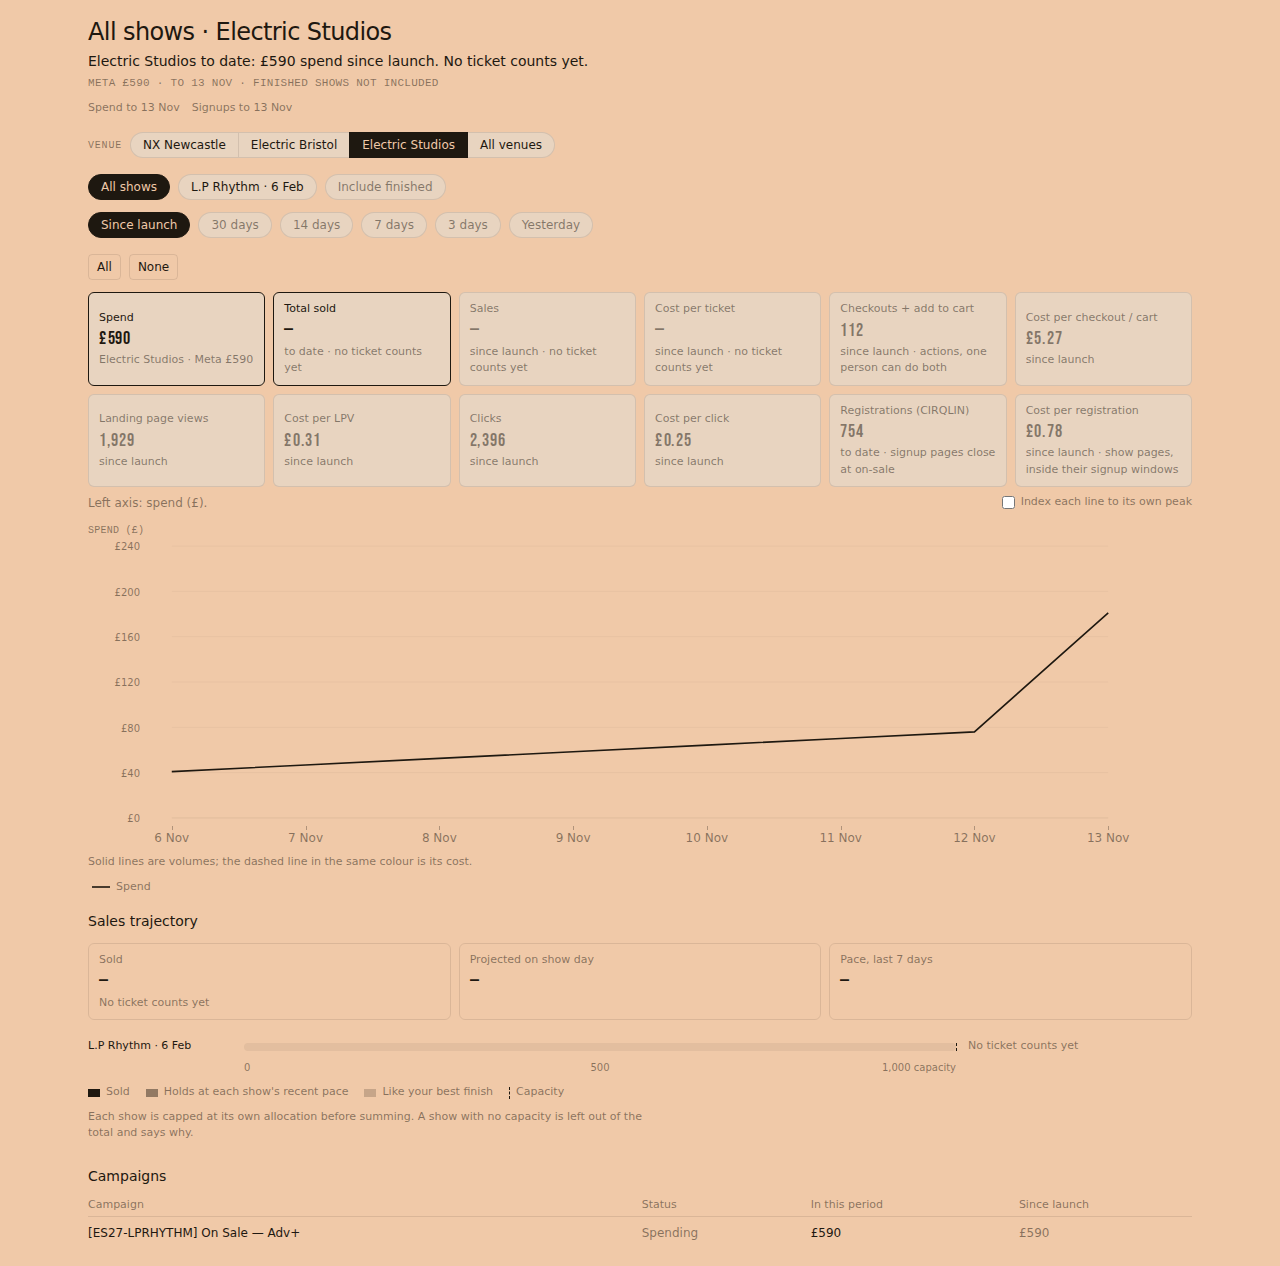 All shows · Electric Studios
Electric Studios to date: £590 spend since launch. No ticket counts yet.
META £590 · TO 13 NOV · FINISHED SHOWS NOT INCLUDED
Spend to 13 Nov Signups to 13 Nov
VENUE NX Newcastle Electric Bristol Electric Studios All venues
All shows L.P Rhythm · 6 Feb Include finished
Since launch 30 days 14 days 7 days 3 days Yesterday
All None
Spend
£590
Electric Studios · Meta £590
Total sold
–
to date · no ticket counts
yet
Sales
–
since launch · no ticket
counts yet
Cost per ticket
–
since launch · no ticket
counts yet
Checkouts + add to cart
112
since launch · actions, one
person can do both
Cost per checkout / cart
£5.27
since launch
Landing page views
1,929
since launch
Cost per LPV
£0.31
since launch
Clicks
2,396
since launch
Cost per click
£0.25
since launch
Registrations (CIRQLIN)
754
to date · signup pages close
at on-sale
Cost per registration
£0.78
since launch · show pages,
inside their signup windows
Left axis: spend (£).
Index each line to its own peak
SPEND (£)
£240
£200
£160
£120
£80
£40
£0
6 Nov 7 Nov 8 Nov 9 Nov 10 Nov 11 Nov 12 Nov 13 Nov
Solid lines are volumes; the dashed line in the same colour is its cost.
Spend
Sales trajectory
Sold
–
No ticket counts yet
Projected on show day
–
Pace, last 7 days
–
L.P Rhythm · 6 Feb No ticket counts yet
0 500 1,000 capacity
Sold Holds at each show's recent pace Like your best finish Capacity
Each show is capped at its own allocation before summing. A show with no capacity is left out of the
total and says why.
Campaigns
Campaign Status In this period Since launch
[ES27-LPRHYTHM] On Sale — Adv+ Spending £590 £590